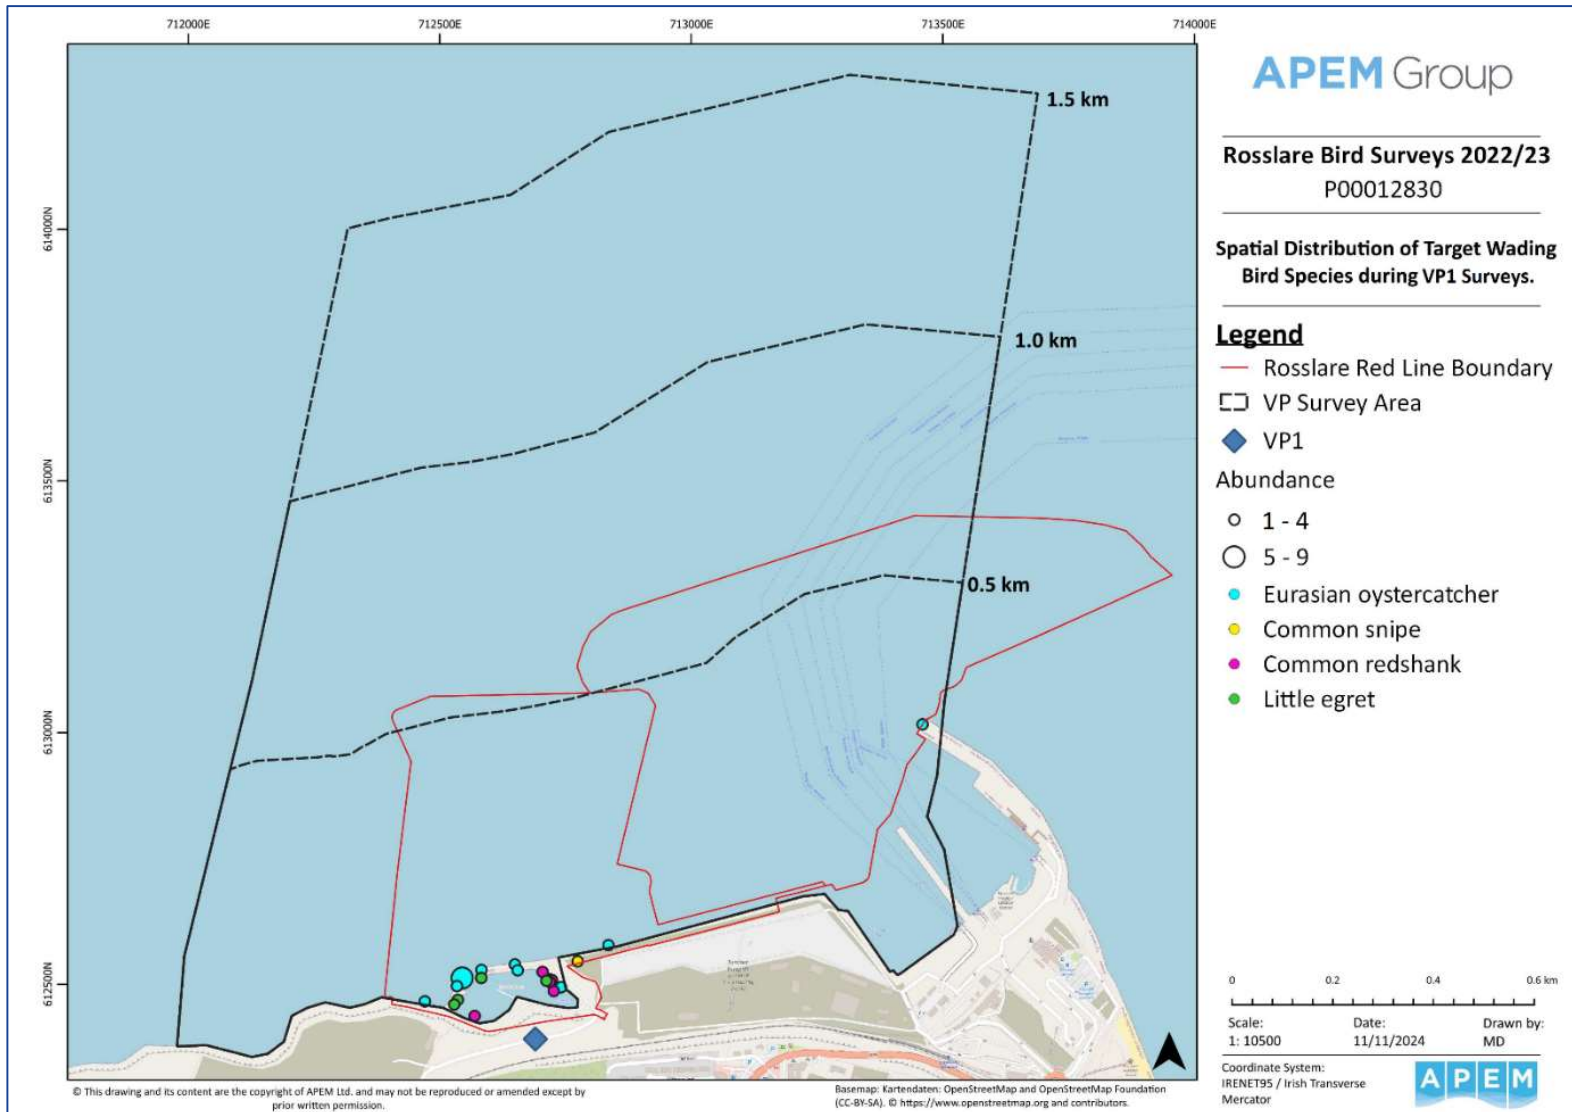 712000E
712500E
713000E
713500E
714000E
614000N
613500N
613000N
612500N
1.5 km
1.0 km
0.5 km
APEM Group
Rosslare Bird Surveys 2022/23
P00012830
Spatial Distribution of Target Wading
Bird Species during VP1 Surveys.
Legend
Rosslare Red Line Boundary
VP Survey Area
VP1
Abundance
1 - 4
5 - 9
Eurasian oystercatcher
Common snipe
Common redshank
Little egret
0 0.2 0.4 0.6 km
Scale: Date: Drawn by:
1: 10500 11/11/2024 MD
Coordinate System:
IRENET95 / Irish Transverse
Mercator
APEM
© This drawing and its content are the copyright of APEM Ltd. and may not be reproduced or amended except by
prior written permission.
Basemap: Kartendaten: OpenStreetMap and OpenStreetMap Foundation
(CC-BY-SA). © https://www.openstreetmap.org and contributors.